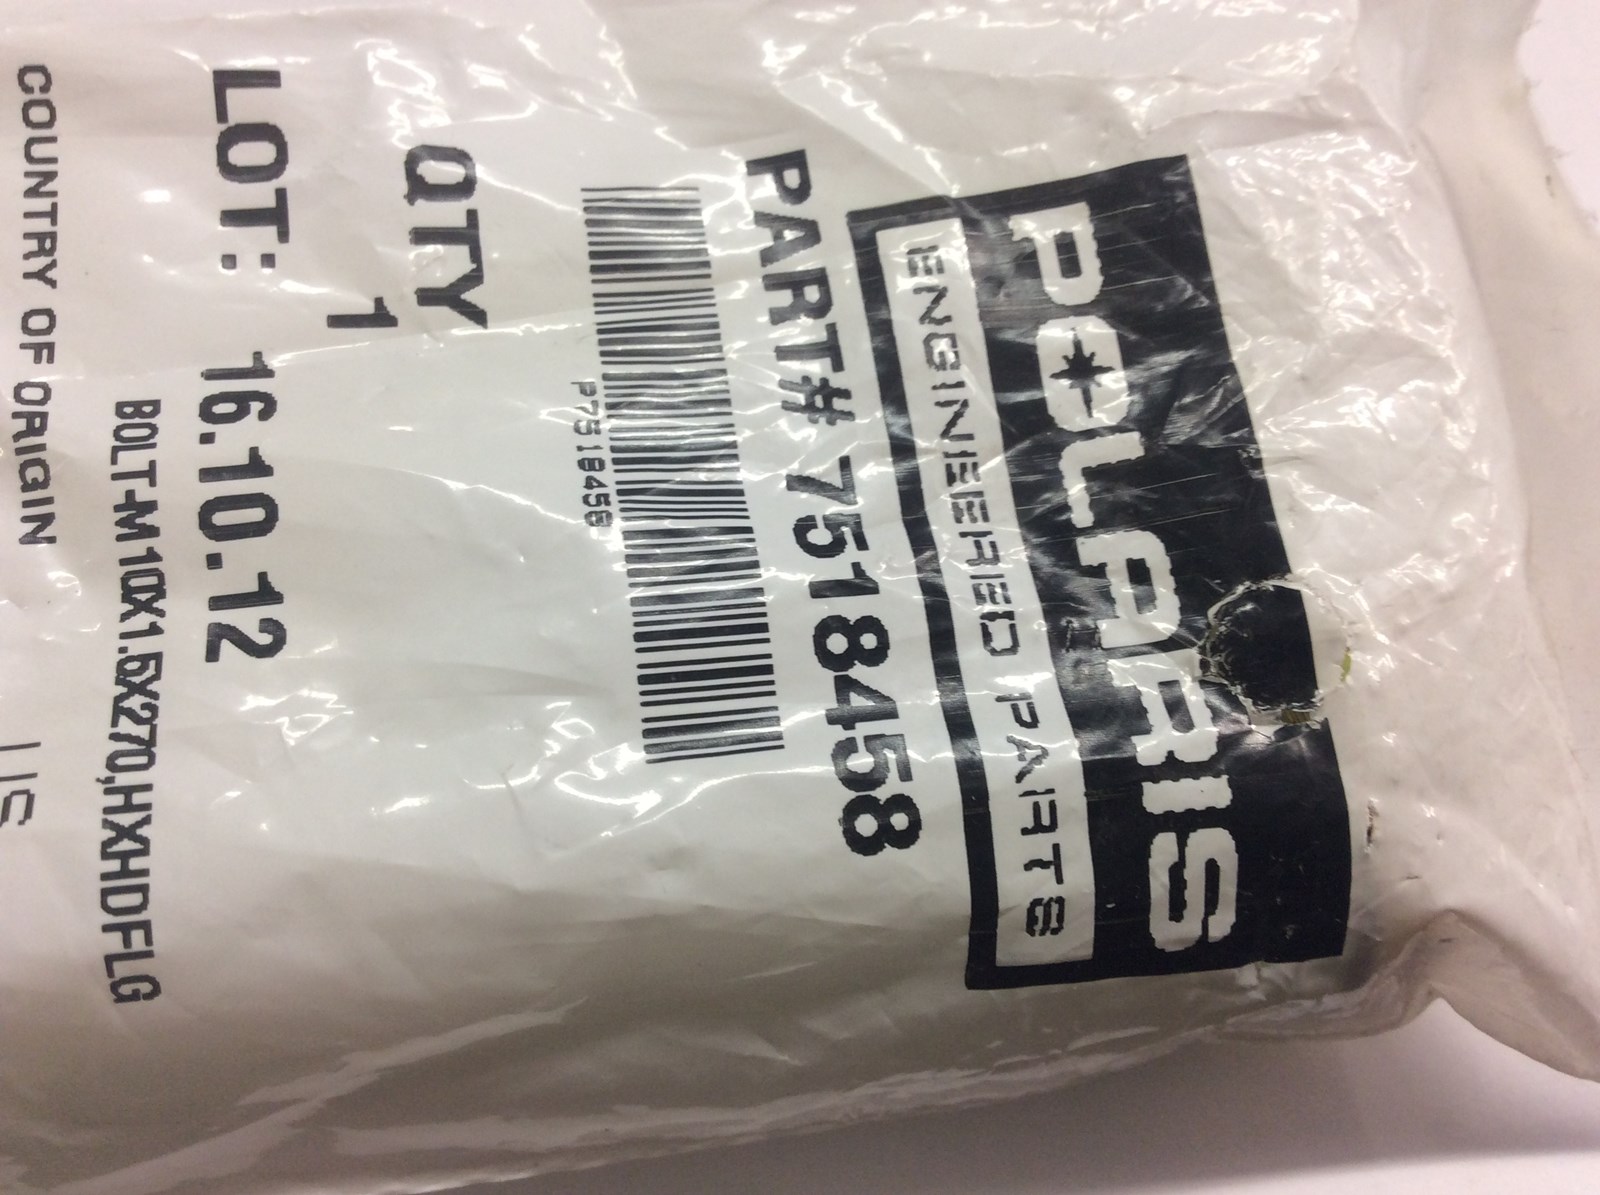 POLARIS
ENGINEERED PARTS
PART# 7518458
P7518458
QTY
1
LOT: 16.10.12
BOLT-M10X1.5X270,HXHDFLG
COUNTRY OF ORIGIN
US